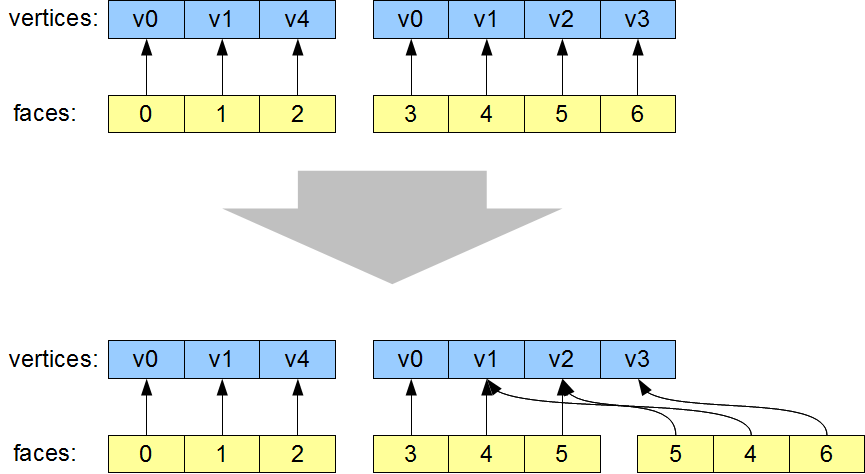 vertices: v0 v1 v4 v0 v1 v2 v3
faces: 0 1 2 3 4 5 6
vertices: v0 v1 v4 v0 v1 v2 v3
faces: 0 1 2 3 4 5 5 4 6